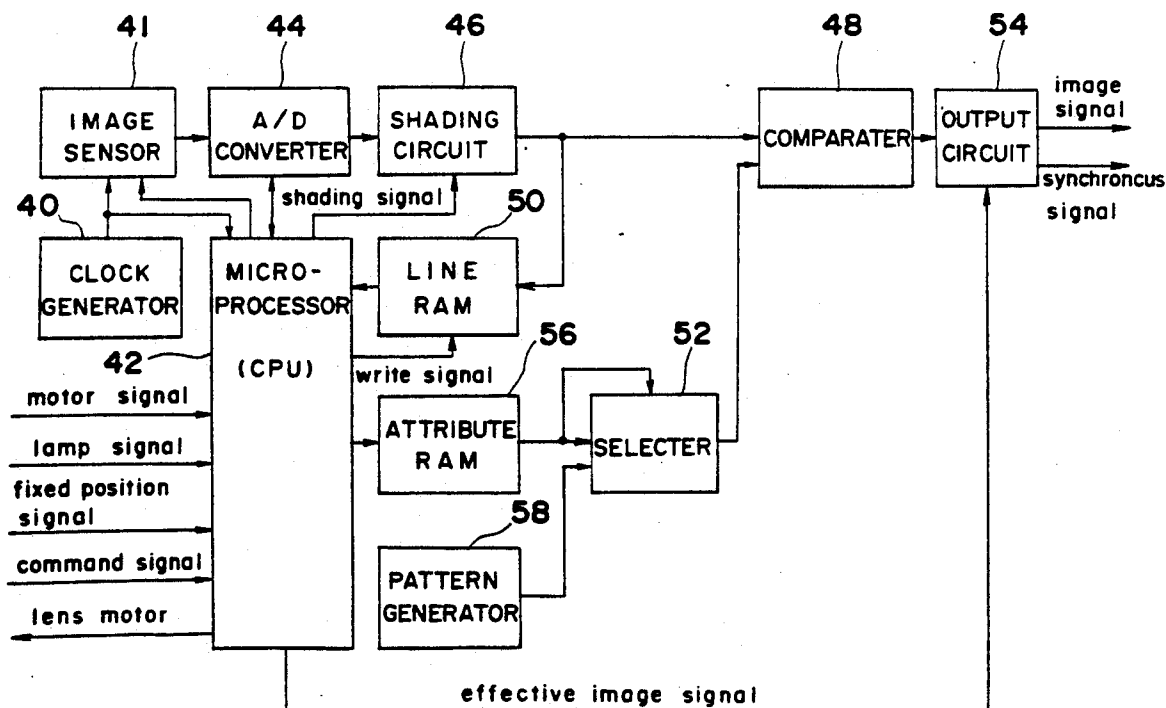 41
44
46
48
54
IMAGE
SENSOR
A/D
CONVERTER
SHADING
CIRCUIT
COMPARATER
OUTPUT
CIRCUIT
image
signal
synchroncus
signal
shading signal
40
50
CLOCK
GENERATOR
MICRO-
PROCESSOR
(CPU)
LINE
RAM
42
write signal
56
52
motor signal
lamp signal
fixed position
signal
command signal
lens motor
ATTRIBUTE
RAM
SELECTER
58
PATTERN
GENERATOR
effective image signal